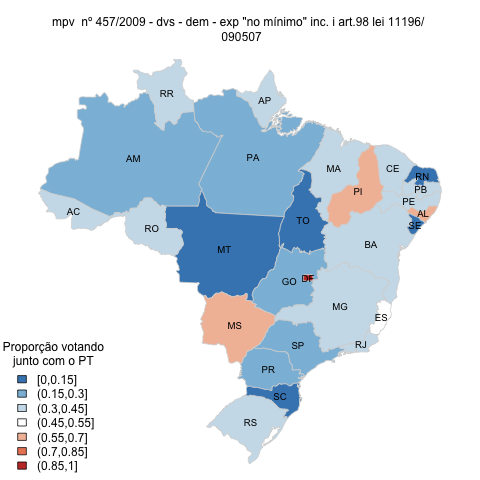 mpv  nº 457/2009 - dvs - dem - exp "no mínimo" inc. i art.98 lei 11196/
090507
RR
AP
AM
PA
MA
CE
RN
PB
PI
PE
AL
SE
AC
RO
TO
MT
BA
GO
DF
MG
ES
MS
SP
RJ
PR
SC
RS
Proporção votando
junto com o PT
[0,0.15]
(0.15,0.3]
(0.3,0.45]
(0.45,0.55]
(0.55,0.7]
(0.7,0.85]
(0.85,1]